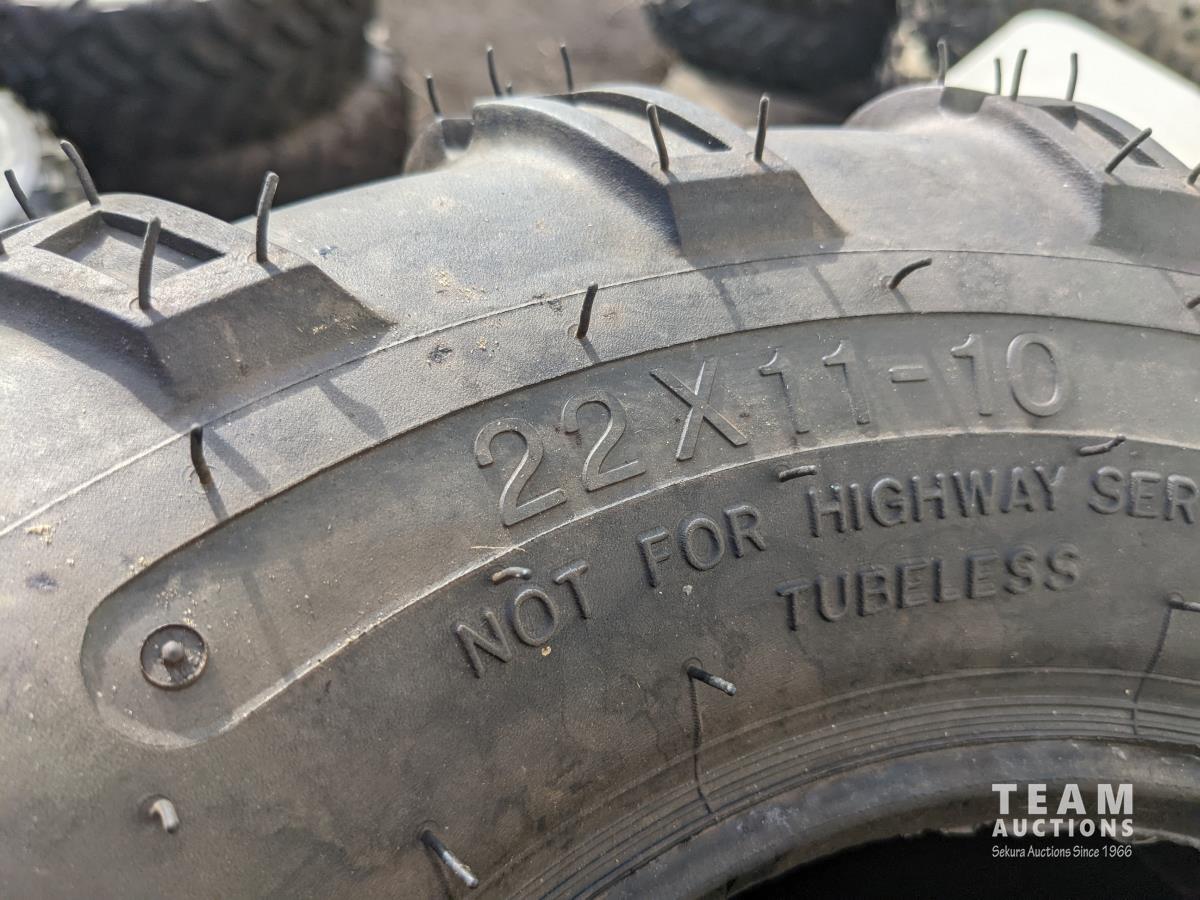 22X11-10
NOT FOR HIGHWAY SER
TUBELESS
TEAM
AUCTIONS
Sekura Auctions Since 1966